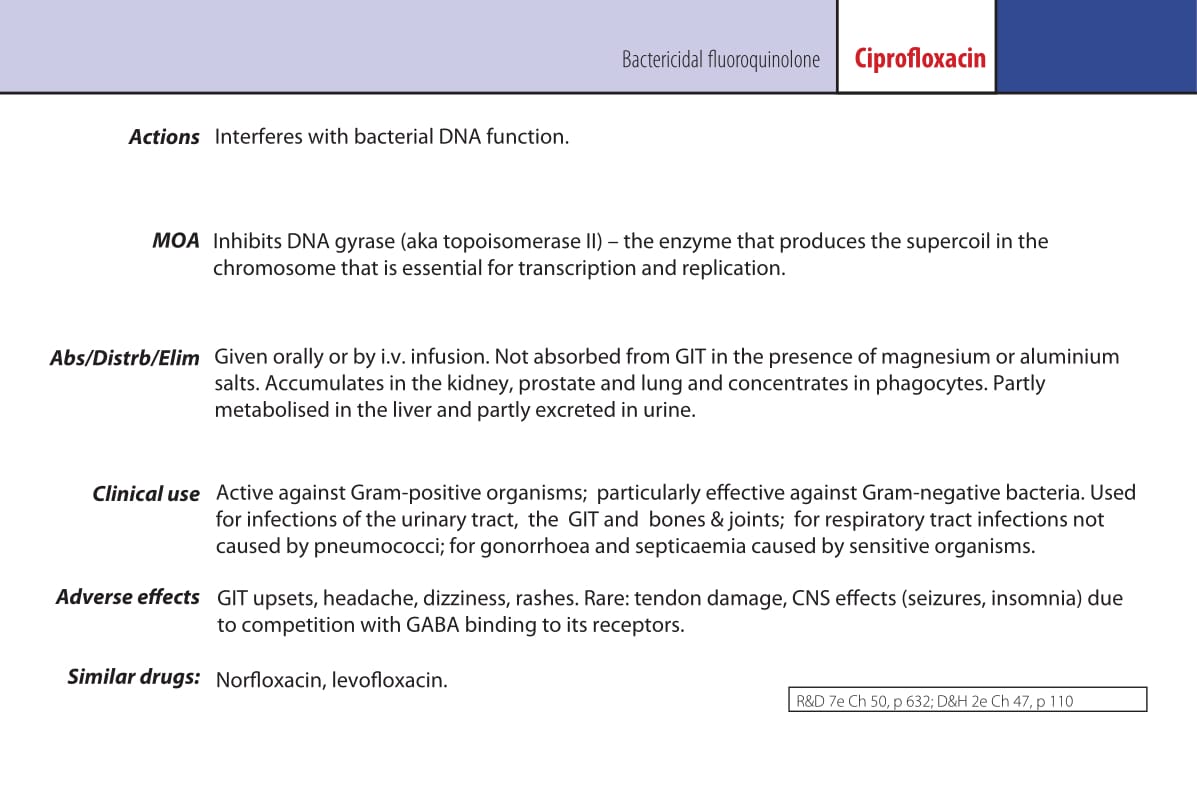 Bactericidal fluoroquinolone Ciprofloxacin
Actions Interferes with bacterial DNA function.
MOA Inhibits DNA gyrase (aka topoisomerase II) – the enzyme that produces the supercoil in the
chromosome that is essential for transcription and replication.
Abs/Distrb/Elim Given orally or by i.v. infusion. Not absorbed from GIT in the presence of magnesium or aluminium
salts. Accumulates in the kidney, prostate and lung and concentrates in phagocytes. Partly
metabolised in the liver and partly excreted in urine.
Clinical use Active against Gram-positive organisms; particularly effective against Gram-negative bacteria. Used
for infections of the urinary tract, the GIT and bones & joints; for respiratory tract infections not
caused by pneumococci; for gonorrhoea and septicaemia caused by sensitive organisms.
Adverse effects GIT upsets, headache, dizziness, rashes. Rare: tendon damage, CNS effects (seizures, insomnia) due
to competition with GABA binding to its receptors.
Similar drugs: Norfloxacin, levofloxacin.
R&D 7e Ch 50, p 632; D&H 2e Ch 47, p 110